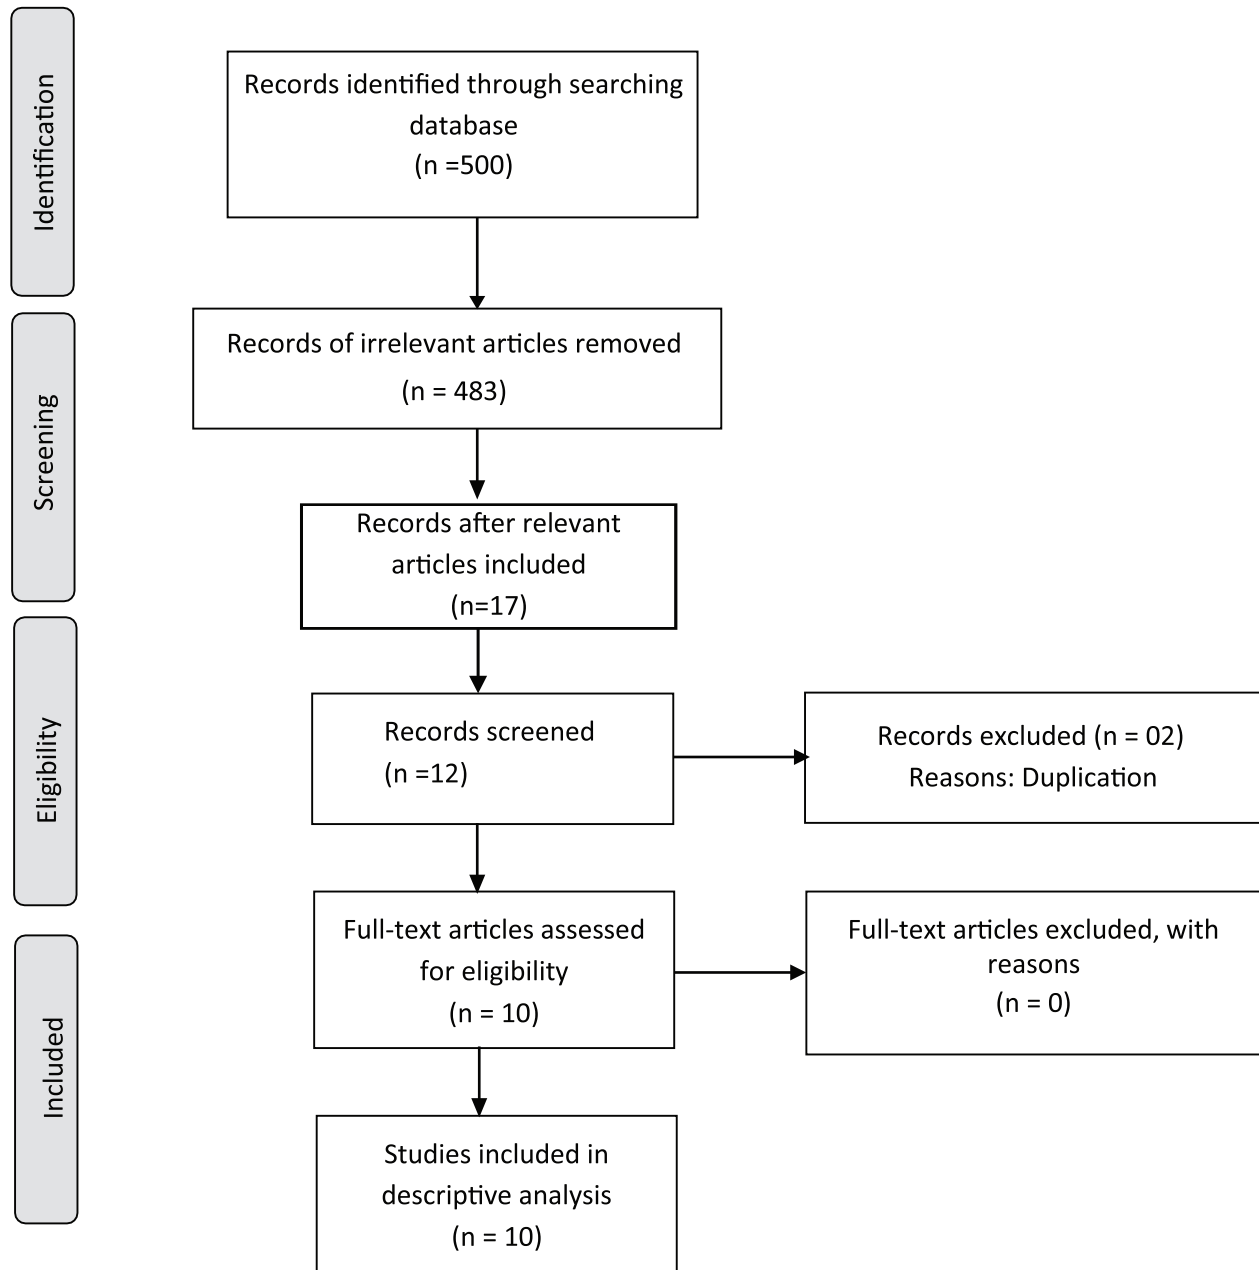 Identification
Records identified through searching
database
(n =500)
Screening
Records of irrelevant articles removed
(n = 483)
Records after relevant
articles included
(n=17)
Eligibility
Records screened
(n =12)
Records excluded (n = 02)
Reasons: Duplication
Full-text articles assessed
for eligibility
(n = 10)
Full-text articles excluded, with
reasons
(n = 0)
Included
Studies included in
descriptive analysis
(n = 10)